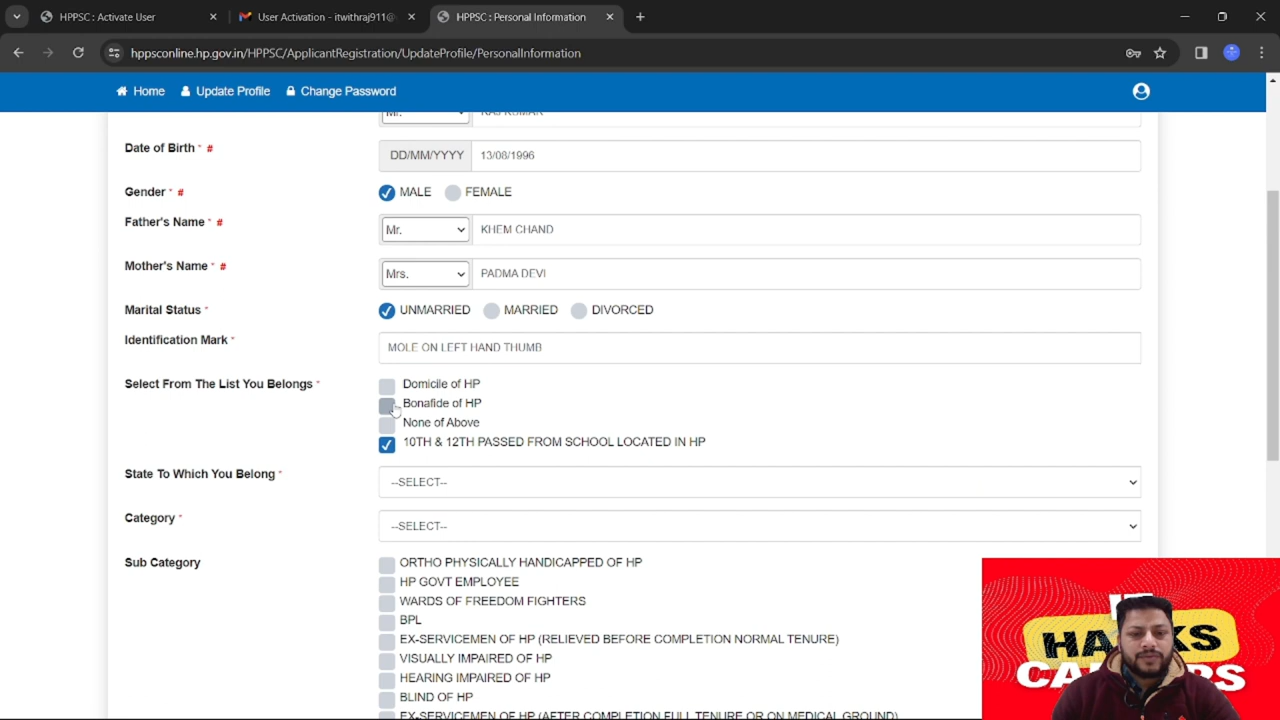 HPPSC : Activate User
User Activation - itwithraj911@
HPPSC : Personal Information
hppsconline.hp.gov.in/HPPSC/ApplicantRegistration/UpdateProfile/PersonalInformation
Home Update Profile Change Password
Mr. RAJ KUMAR
Date of Birth * # DD/MM/YYYY 13/08/1996
Gender * # MALE FEMALE
Father's Name * # Mr. KHEM CHAND
Mother's Name * # Mrs. PADMA DEVI
Marital Status * UNMARRIED MARRIED DIVORCED
Identification Mark * MOLE ON LEFT HAND THUMB
Select From The List You Belongs * Domicile of HP
Bonafide of HP
None of Above
10TH & 12TH PASSED FROM SCHOOL LOCATED IN HP
State To Which You Belong * --SELECT--
Category * --SELECT--
Sub Category ORTHO PHYSICALLY HANDICAPPED OF HP
HP GOVT EMPLOYEE
WARDS OF FREEDOM FIGHTERS
BPL
EX-SERVICEMEN OF HP (RELIEVED BEFORE COMPLETION NORMAL TENURE)
VISUALLY IMPAIRED OF HP
HEARING IMPAIRED OF HP
BLIND OF HP
EX-SERVICEMEN OF HP (AFTER COMPLETION FULL TENURE OR ON MEDICAL GROUND)